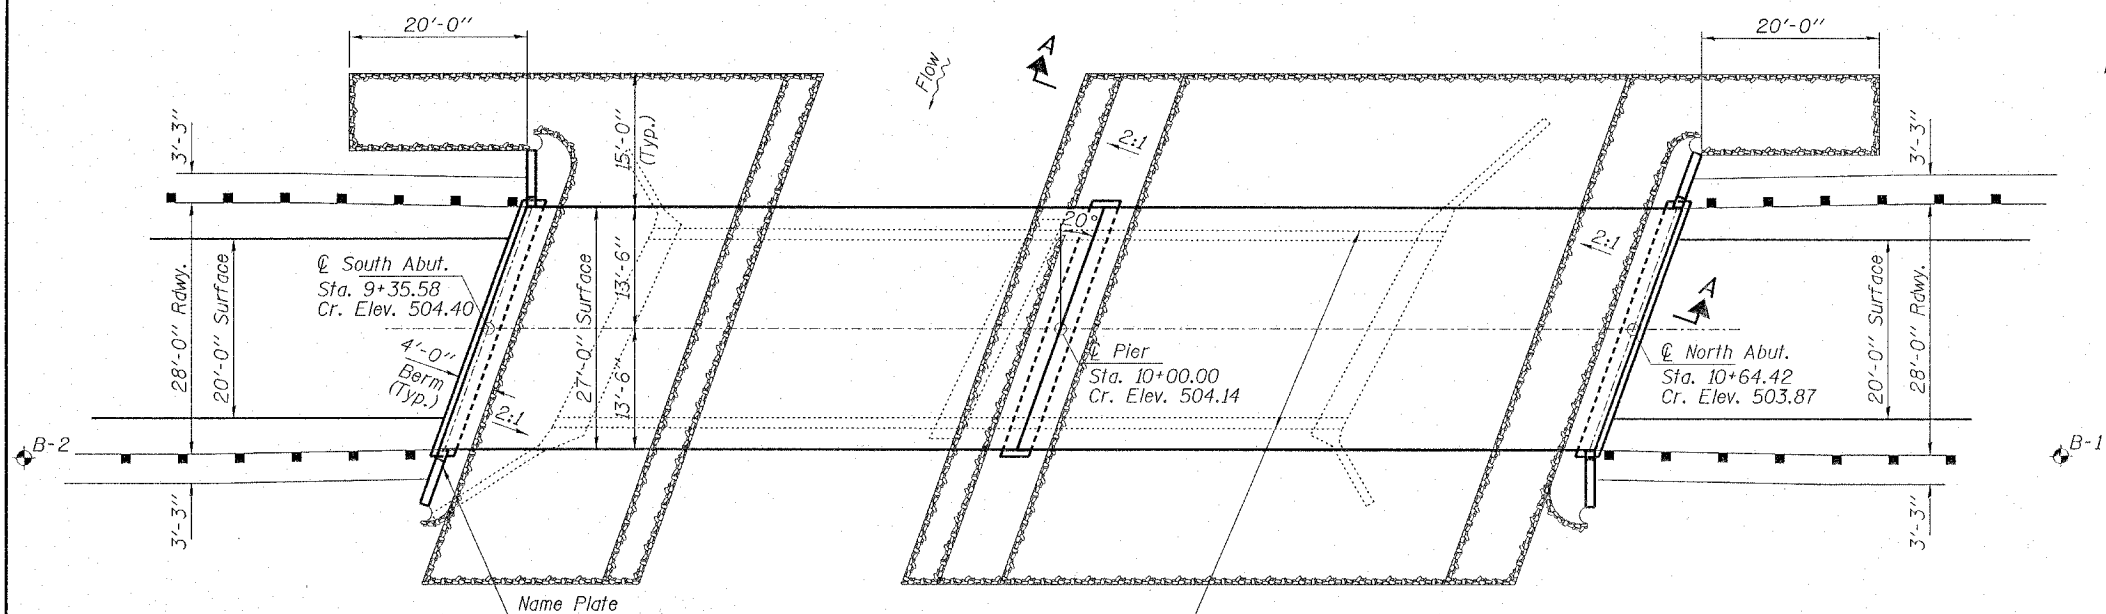 20'-0"
20'-0"
Flow
A
3'-3"
15'-0"
(Typ.)
2:1
3'-3"
20°
2:1
28'-0" Rdwy.
20'-0" Surface
℄ South Abut.
Sta. 9+35.58
Cr. Elev. 504.40
4'-0"
Berm
(Typ.)
2:1
27'-0" Surface
13'-6"
13'-6"
℄ Pier
Sta. 10+00.00
Cr. Elev. 504.14
A
℄ North Abut.
Sta. 10+64.42
Cr. Elev. 503.87
20'-0" Surface
28'-0" Rdwy.
B-2
B-1
3'-3"
3'-3"
Name Plate